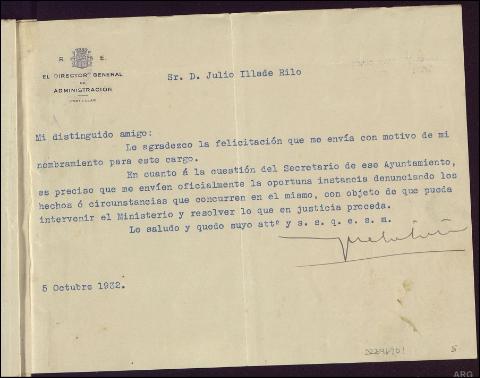 R. E.
EL DIRECTOR GENERAL
DE
ADMINISTRACIÓN
PARTICULAR
Sr. D. Julio Illade Rilo
Mi distinguido amigo:
Le agradezco la felicitación que me envía con motivo de mi
nombramiento para este cargo.
En cuanto á la cuestión del Secretario de ese Ayuntamiento,
es preciso que me envíen oficialmente la oportuna instancia denunciando los
hechos ó circunstancias que concurren en el mismo, con objeto de que pueda
intervenir el Ministerio y resolver lo que en justicia proceda.
Lo saludo y quedo suyo attº y s. s. q. e. s. m.
5 Octubre 1932.
5
ARG